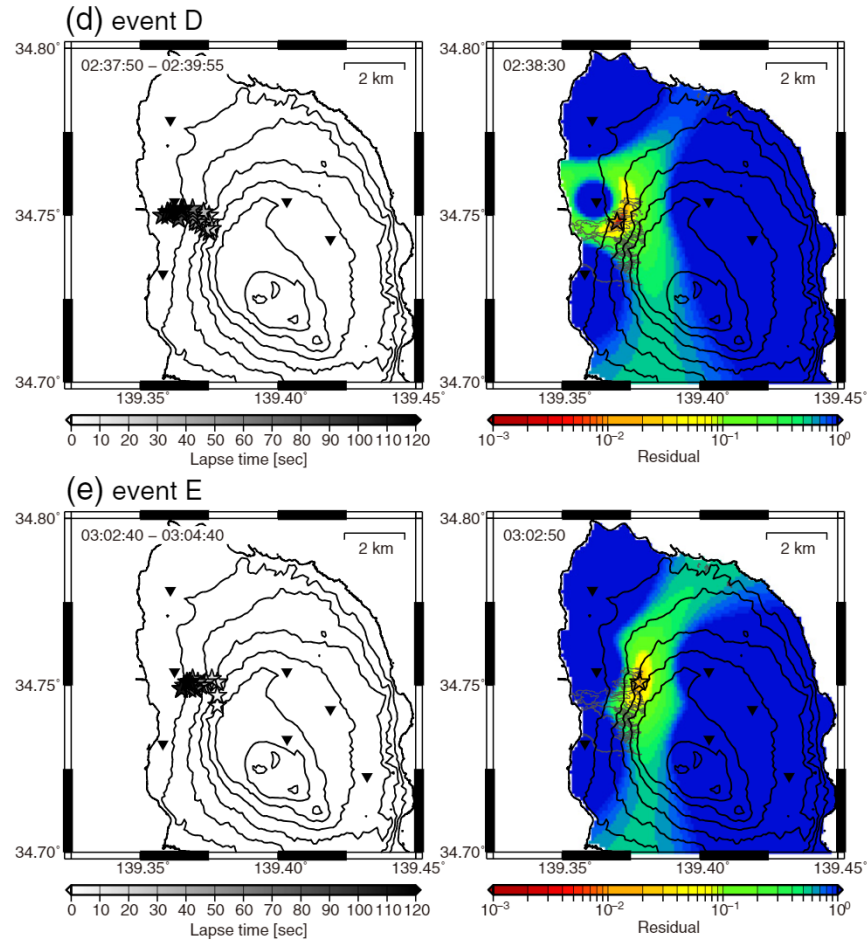 (d) event D
34.80°
34.75°
34.70°
02:37:50 − 02:39:55
2 km
139.35 139.40 139.45°
0 10 20 30 40 50 60 70 80 90 100 110 120
Lapse time [sec]
02:38:30
2 km
139.35 139.40 139.45°
10⁻³ 10⁻² 10⁻¹ 10⁰
Residual
(e) event E
34.80°
34.75°
34.70°
03:02:40 − 03:04:40
2 km
139.35 139.40 139.45°
0 10 20 30 40 50 60 70 80 90 100 110 120
Lapse time [sec]
34.80°
34.75°
34.70°
03:02:50
2 km
139.35 139.40 139.45°
10⁻³ 10⁻² 10⁻¹ 10⁰
Residual